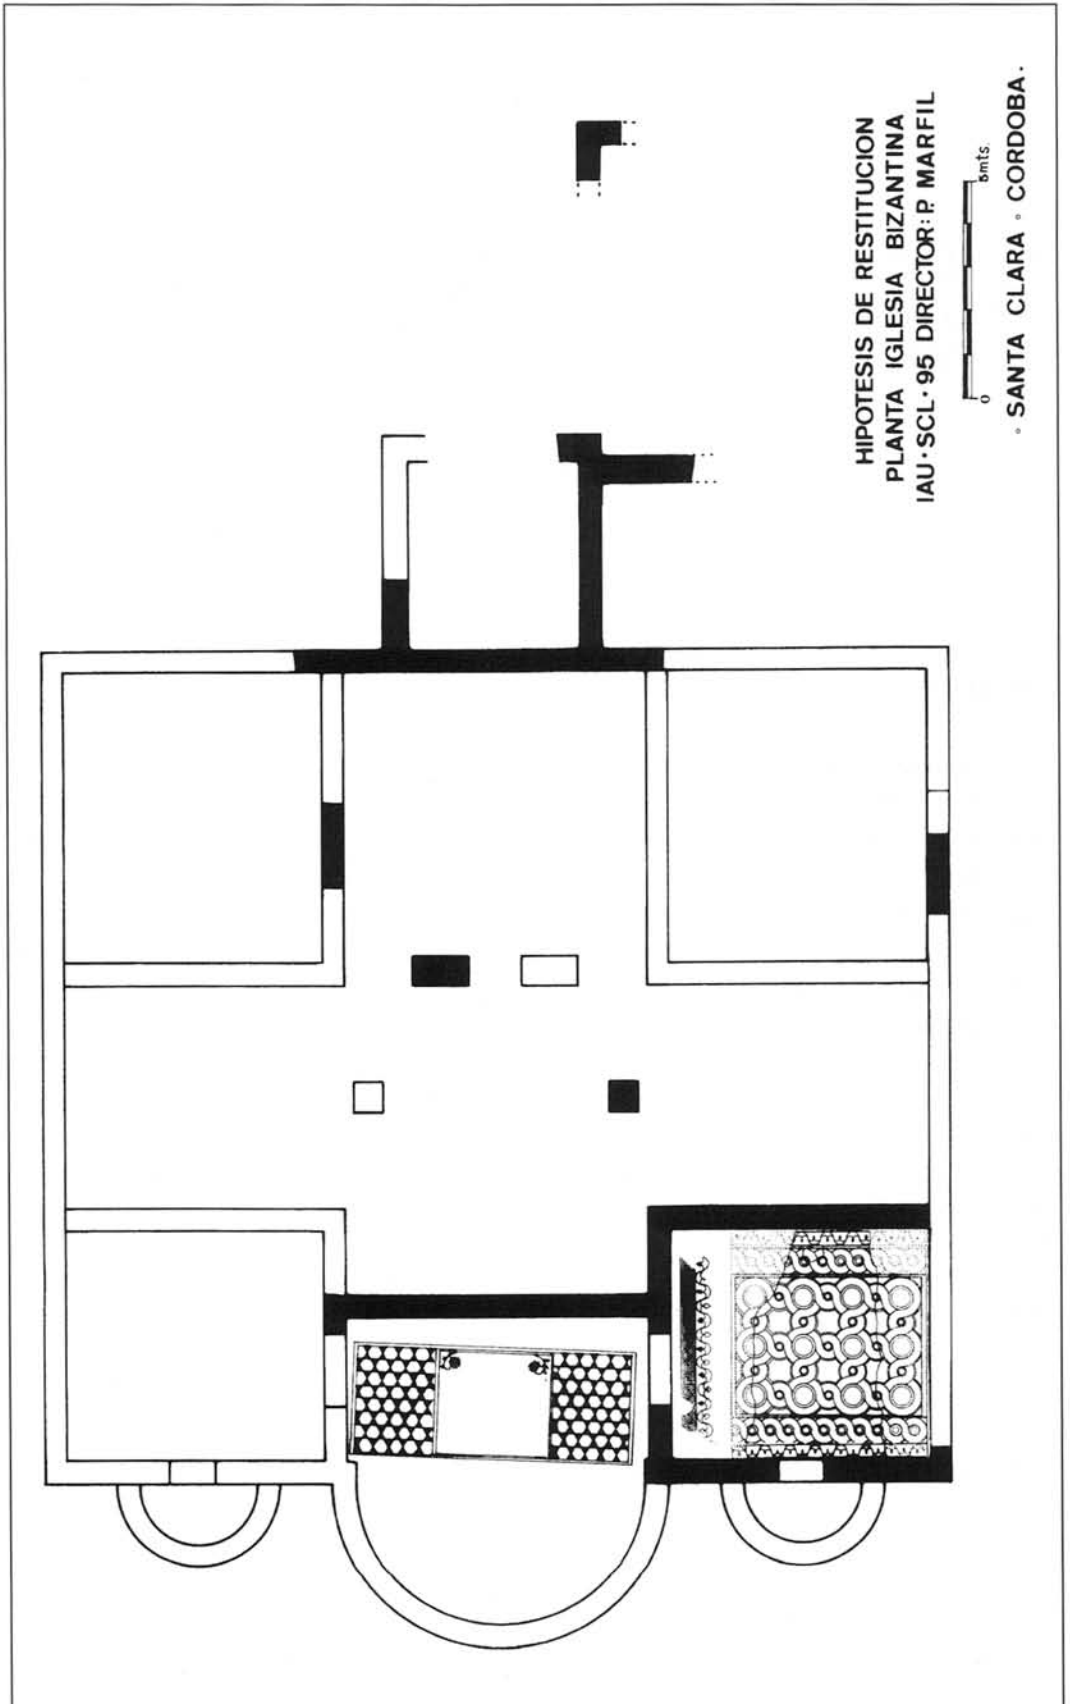 HIPOTESIS DE RESTITUCION
PLANTA IGLESIA BIZANTINA
IAU·SCL·95 DIRECTOR: P. MARFIL
0 5mts.
◦ SANTA CLARA ◦ CORDOBA.